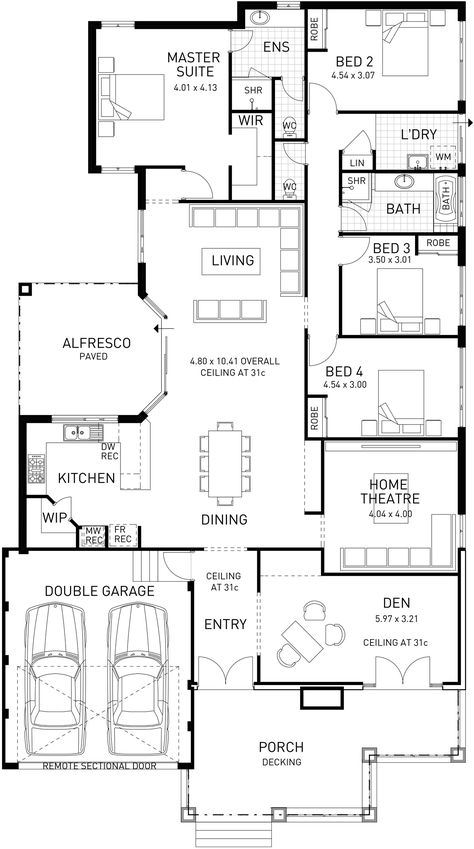 ROBE
ENS
MASTER
SUITE
4.01 x 4.13
BED 2
4.54 x 3.07
SHR
WIR
WC
L'DRY
LIN
WM
WC
SHR
BATH
BATH
LIVING
BED 3
3.50 x 3.01
ROBE
ALFRESCO
PAVED
4.80 x 10.41 OVERALL
CEILING AT 31c
BED 4
4.54 x 3.00
ROBE
DW
REC
KITCHEN
HOME
THEATRE
4.04 x 4.00
WIP
MW
REC
FR
REC
DINING
DOUBLE GARAGE
CEILING
AT 31c
ENTRY
DEN
5.97 x 3.21
CEILING AT 31c
PORCH
DECKING
REMOTE SECTIONAL DOOR